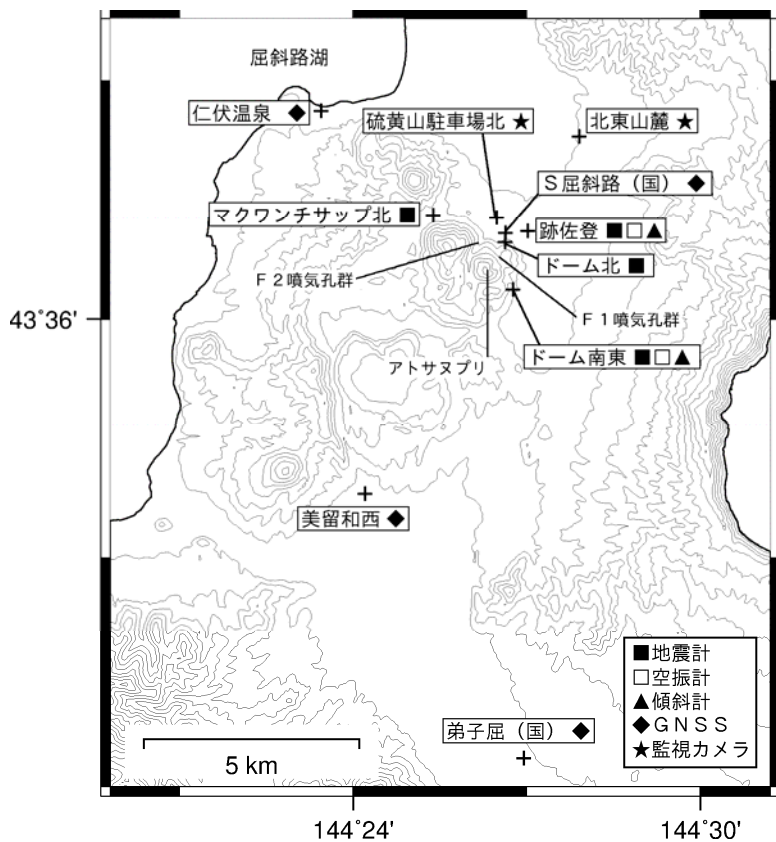 屈斜路湖
仁伏温泉 ◆
硫黄山駐車場北 ★
北東山麓 ★
S屈斜路（国） ◆
マクワンチサップ北 ■
跡佐登 ■□▲
ドーム北 ■
F2噴気孔群
F1噴気孔群
43˚36'
ドーム南東 ■□▲
アトサヌプリ
美留和西 ◆
■地震計
□空振計
▲傾斜計
◆GNSS
★監視カメラ
弟子屈（国） ◆
5 km
144˚24'
144˚30'